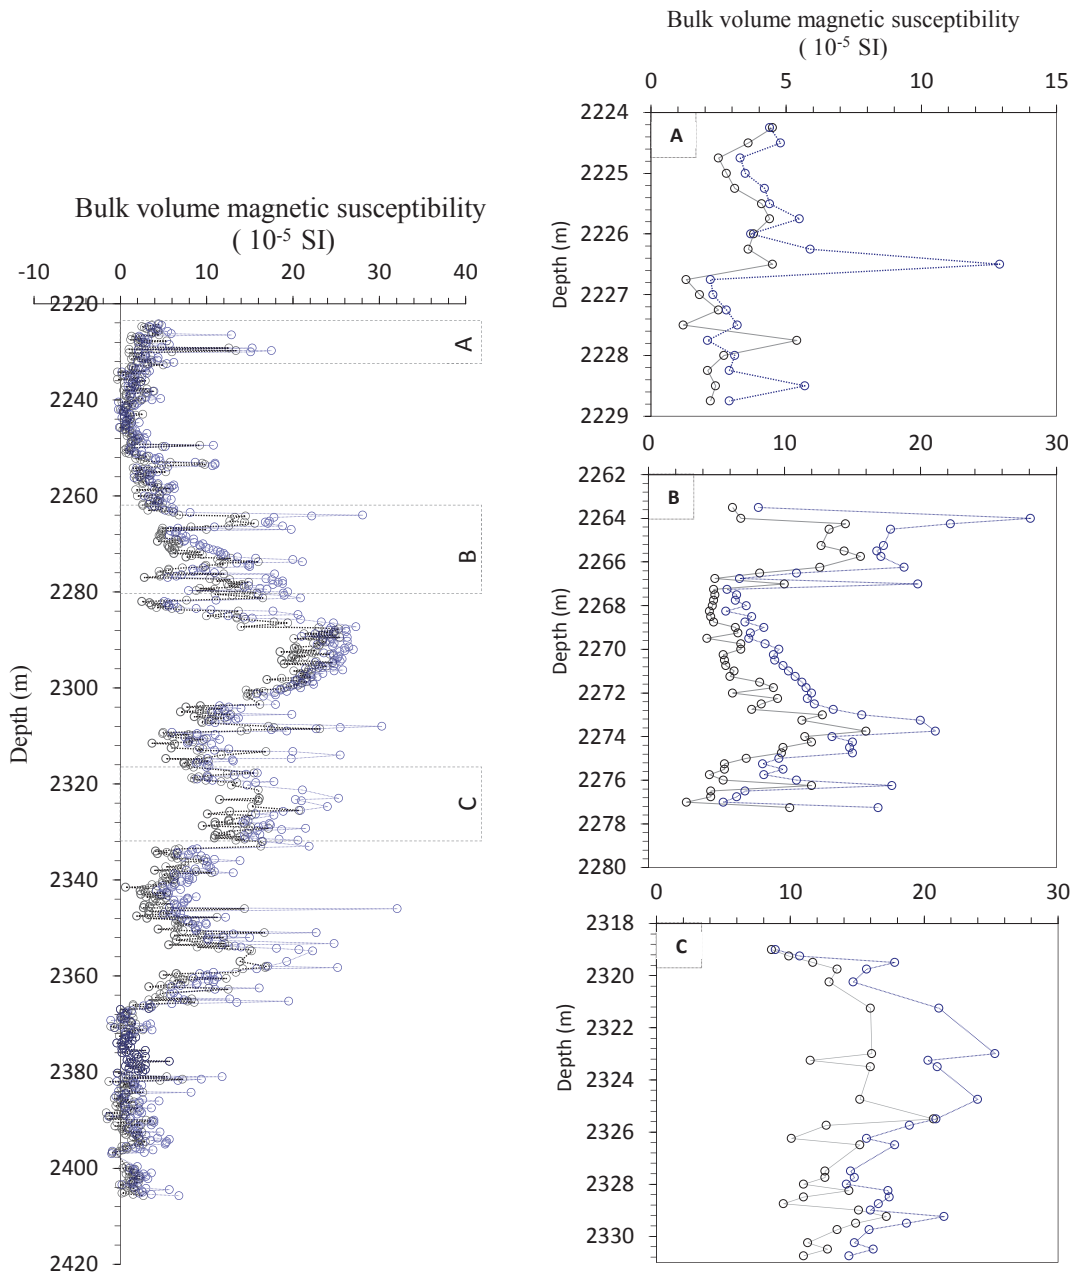 Bulk volume magnetic susceptibility
( 10-5 SI)
-10 0 10 20 30 40
2220
2240
2260
2280
2300
2320
2340
2360
2380
2400
2420
Depth (m)
A
B
C
Bulk volume magnetic susceptibility
( 10-5 SI)
0 5 10 15
2224
2225
2226
2227
2228
2229
Depth (m)
A
0 10 20 30
2262
2264
2266
2268
2270
2272
2274
2276
2278
2280
Depth (m)
B
0 10 20 30
2318
2320
2322
2324
2326
2328
2330
Depth (m)
C